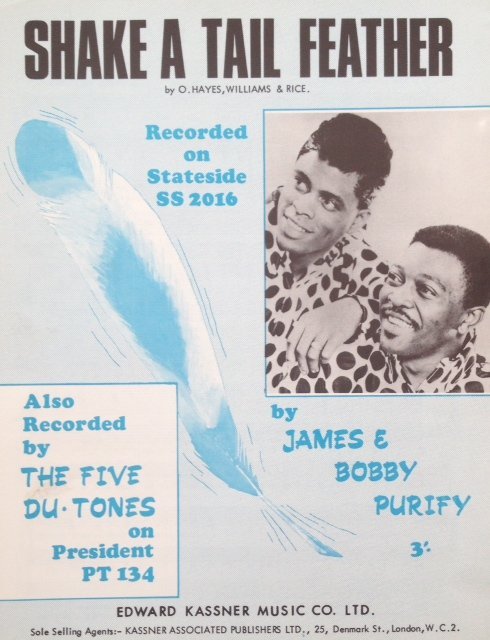 SHAKE A TAIL FEATHER
by O. HAYES, WILLIAMS & RICE.
Recorded
on
Stateside
SS 2016
by
JAMES &
BOBBY
PURIFY
3'-
Also
Recorded
by
THE FIVE
DU·TONES
on
President
PT 134
EDWARD KASSNER MUSIC CO. LTD.
Sole Selling Agents:- KASSNER ASSOCIATED PUBLISHERS LTD., 25, Denmark St., London, W.C.2.